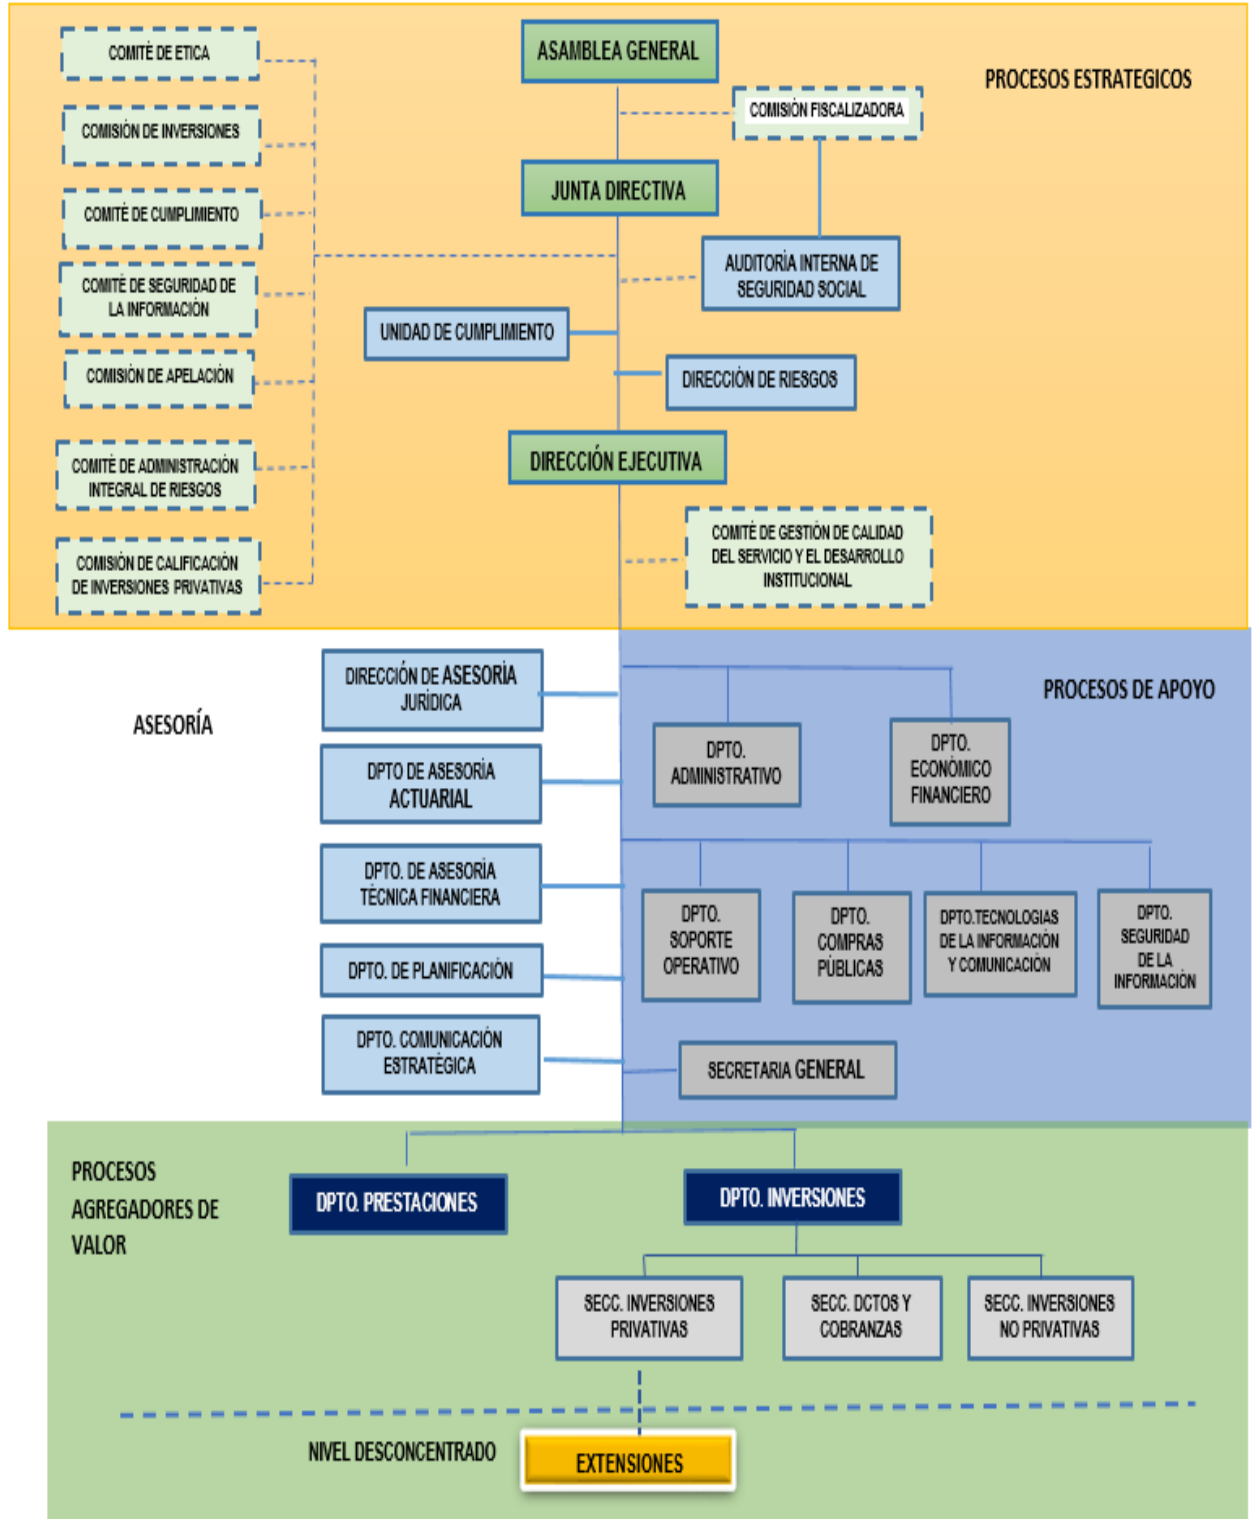 COMITÉ DE ETICA
ASAMBLEA GENERAL
PROCESOS ESTRATEGICOS
COMISIÓN FISCALIZADORA
COMISIÓN DE INVERSIONES
JUNTA DIRECTIVA
COMITÉ DE CUMPLIMIENTO
AUDITORÍA INTERNA DE
SEGURIDAD SOCIAL
COMITÉ DE SEGURIDAD DE
LA INFORMACIÓN
UNIDAD DE CUMPLIMIENTO
COMISIÓN DE APELACIÓN
DIRECCIÓN DE RIESGOS
DIRECCIÓN EJECUTIVA
COMITÉ DE ADMINISTRACIÓN
INTEGRAL DE RIESGOS
COMITÉ DE GESTIÓN DE CALIDAD
DEL SERVICIO Y EL DESARROLLO
INSTITUCIONAL
COMISIÓN DE CALIFICACIÓN
DE INVERSIONES PRIVATIVAS
ASESORÍA
DIRECCIÓN DE ASESORÍA
JURÍDICA
DPTO DE ASESORÍA
ACTUARIAL
DPTO. DE ASESORÍA
TÉCNICA FINANCIERA
DPTO. DE PLANIFICACIÓN
DPTO. COMUNICACIÓN
ESTRATÉGICA
PROCESOS DE APOYO
DPTO.
ADMINISTRATIVO
DPTO.
ECONÓMICO
FINANCIERO
DPTO.
SOPORTE
OPERATIVO
DPTO.
COMPRAS
PÚBLICAS
DPTO.TECNOLOGIAS
DE LA INFORMACIÓN
Y COMUNICACIÓN
DPTO.
SEGURIDAD
DE LA
INFORMACIÓN
SECRETARIA GENERAL
PROCESOS
AGREGADORES DE
VALOR
DPTO. PRESTACIONES
DPTO. INVERSIONES
SECC. INVERSIONES
PRIVATIVAS
SECC. DCTOS Y
COBRANZAS
SECC. INVERSIONES
NO PRIVATIVAS
NIVEL DESCONCENTRADO
EXTENSIONES